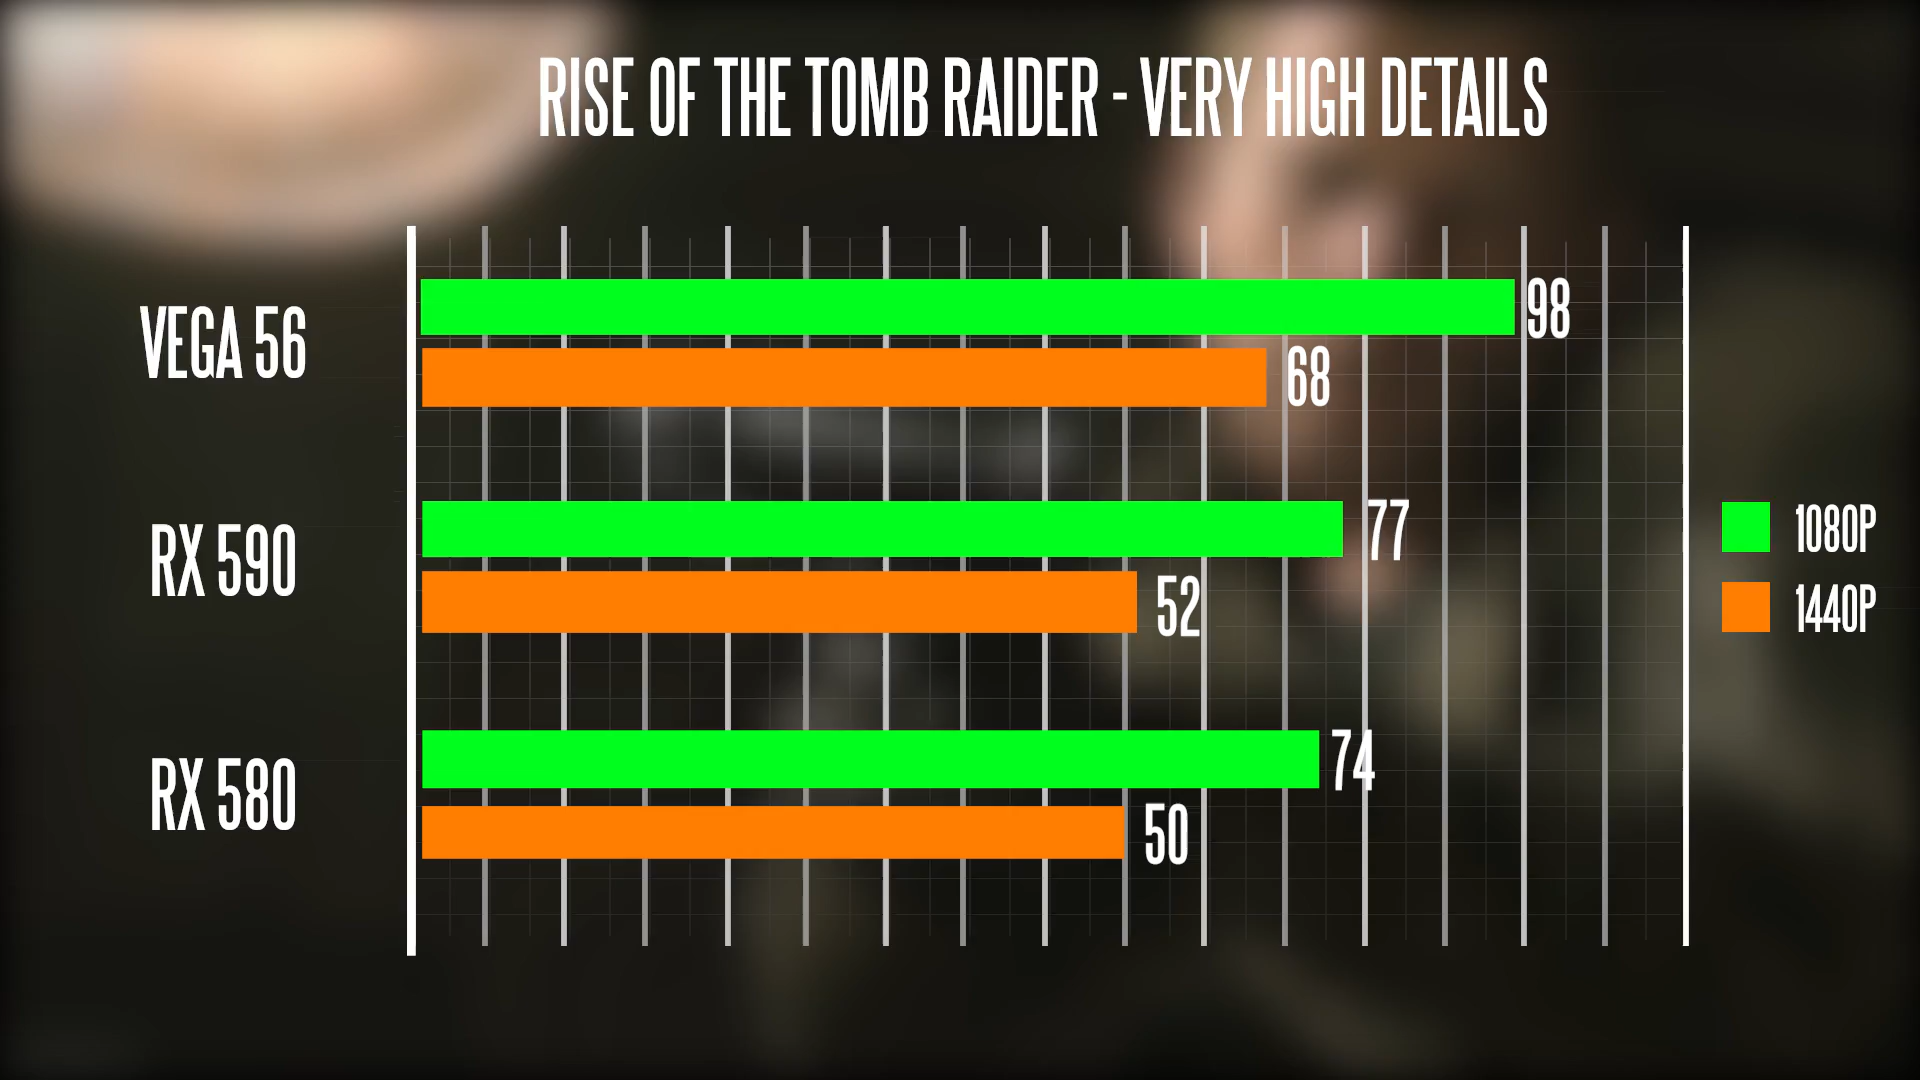 RISE OF THE TOMB RAIDER - VERY HIGH DETAILS
VEGA 56
98
68
RX 590
77
52
RX 580
74
50
1080P
1440P